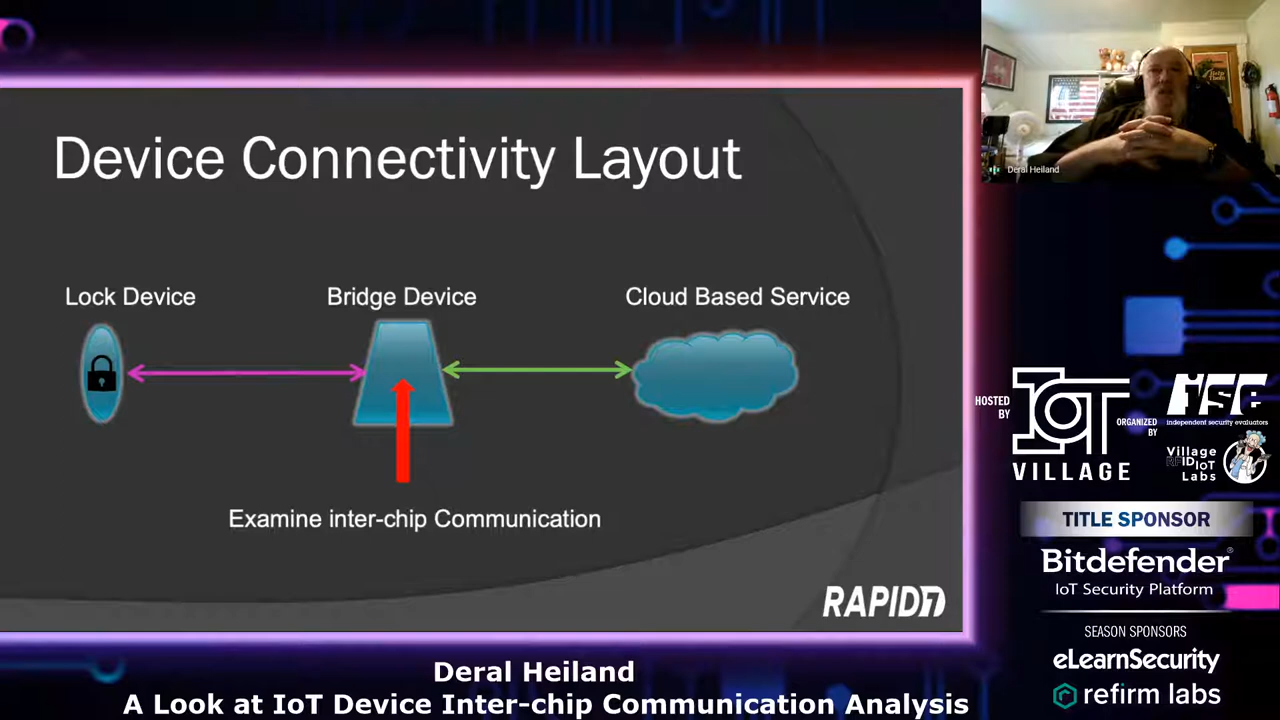 Device Connectivity Layout
Lock Device
Bridge Device
Cloud Based Service
Examine inter-chip Communication
RAPID7
Deral Heiland
HOSTED BY
IOT
VILLAGE
ORGANIZED BY
ise
independent security evaluators
Village
IoT
Labs
TITLE SPONSOR
Bitdefender®
IoT Security Platform
SEASON SPONSORS
eLearnSecurity
refirm labs
Deral Heiland
A Look at IoT Device Inter-chip Communication Analysis